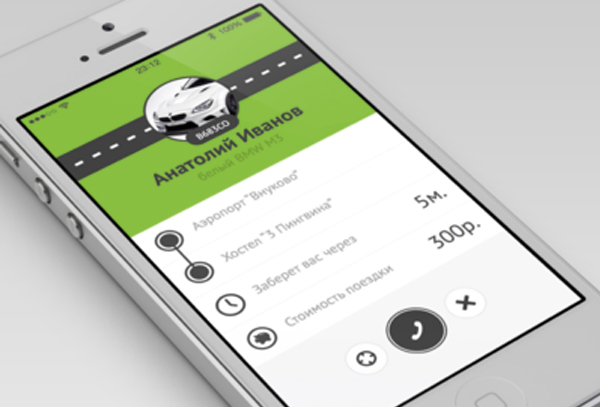 23:12
100%
В683СО
Анатолий Иванов
белый BMW M3
Аэропорт "Внуково"
Хостел "3 Пингвина"
Заберет вас через 5м.
Стоимость поездки 300р.